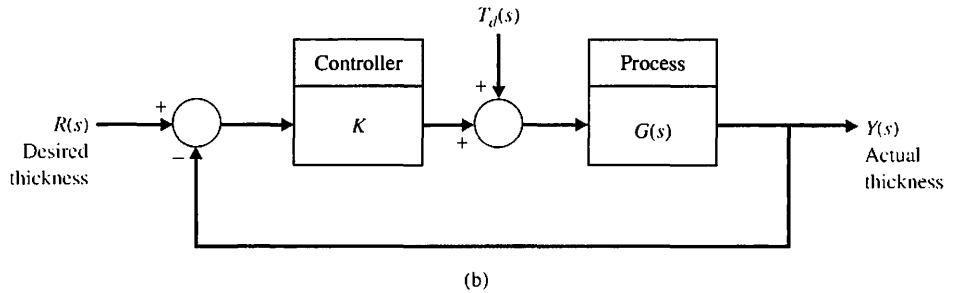 T_d(s)
Controller
Process
+
+
R(s)
K
+
G(s)
Y(s)
Desired
thickness
−
Actual
thickness
(b)